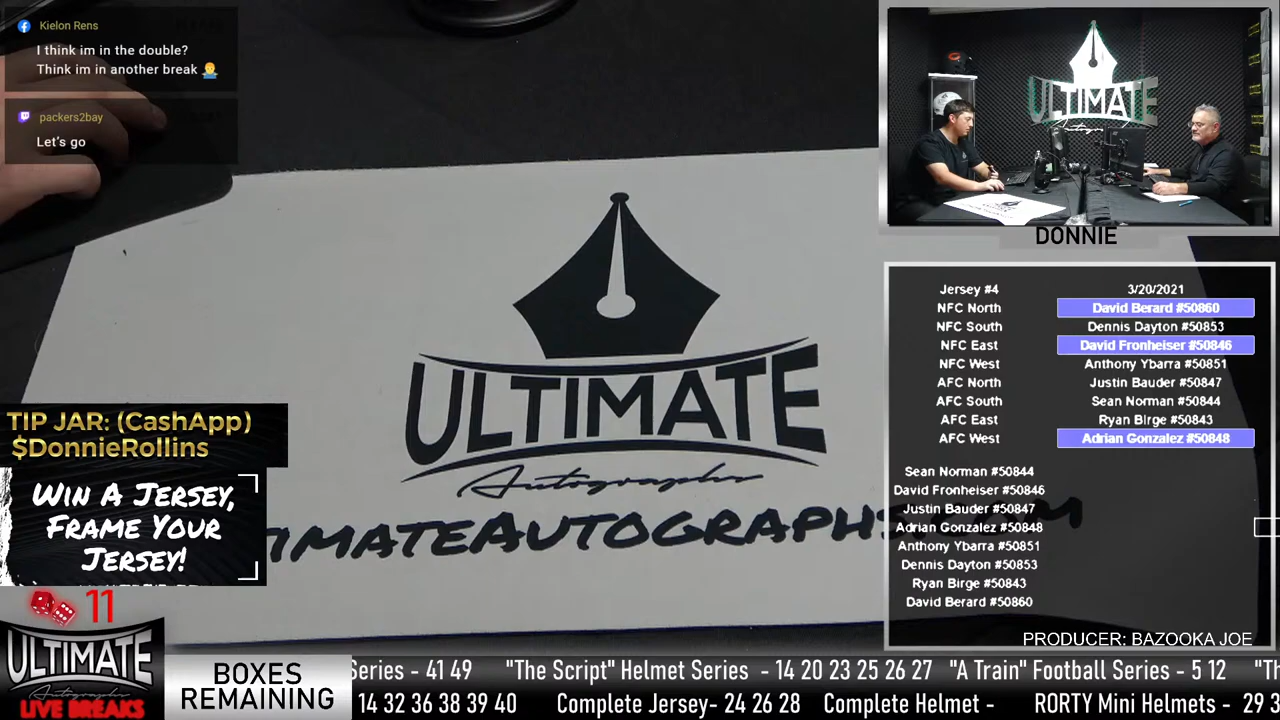 Kielon Rens
I think im in the double?
Think im in another break
packers2bay
Let's go
ULTIMATE
Autographs
TIMATEAUTOGRAPHS.COM
ULTIMATE
DONNIE
Jersey #4 3/20/2021
NFC North David Berard #50860
NFC South Dennis Dayton #50853
NFC East David Fronheiser #50846
NFC West Anthony Ybarra #50851
AFC North Justin Bauder #50847
AFC South Sean Norman #50844
AFC East Ryan Birge #50843
AFC West Adrian Gonzalez #50848
Sean Norman #50844
David Fronheiser #50846
Justin Bauder #50847
Adrian Gonzalez #50848
Anthony Ybarra #50851
Dennis Dayton #50853
Ryan Birge #50843
David Berard #50860
PRODUCER: BAZOOKA JOE
TIP JAR: (CashApp)
$DonnieRollins
WIN A JERSEY,
FRAME YOUR
JERSEY!
11
ULTIMATE
Autographs
LIVE BREAKS
BOXES
REMAINING
Series - 41 49 "The Script" Helmet Series - 14 20 23 25 26 27 "A Train" Football Series - 5 12 "Th
14 32 36 38 39 40 Complete Jersey- 24 26 28 Complete Helmet - RORTY Mini Helmets - 29 3